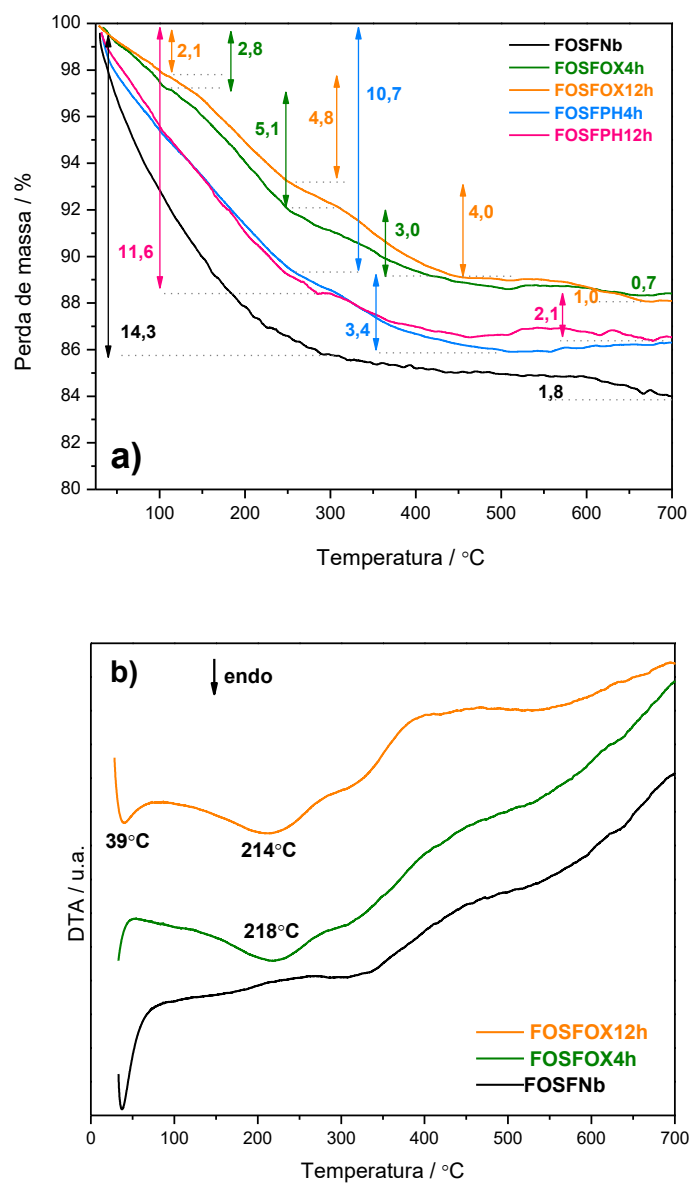 100
98
96
94
92
90
88
86
84
82
80
Perda de massa / %
2,1
2,8
5,1
4,8
10,7
3,0
4,0
11,6
14,3
3,4
2,1
1,0
0,7
1,8
FOSFNb
FOSFOX4h
FOSFOX12h
FOSFPH4h
FOSFPH12h
a)
100 200 300 400 500 600 700
Temperatura / °C
b)
endo
DTA / u.a.
39°C
214°C
218°C
FOSFOX12h
FOSFOX4h
FOSFNb
0 100 200 300 400 500 600 700
Temperatura / °C